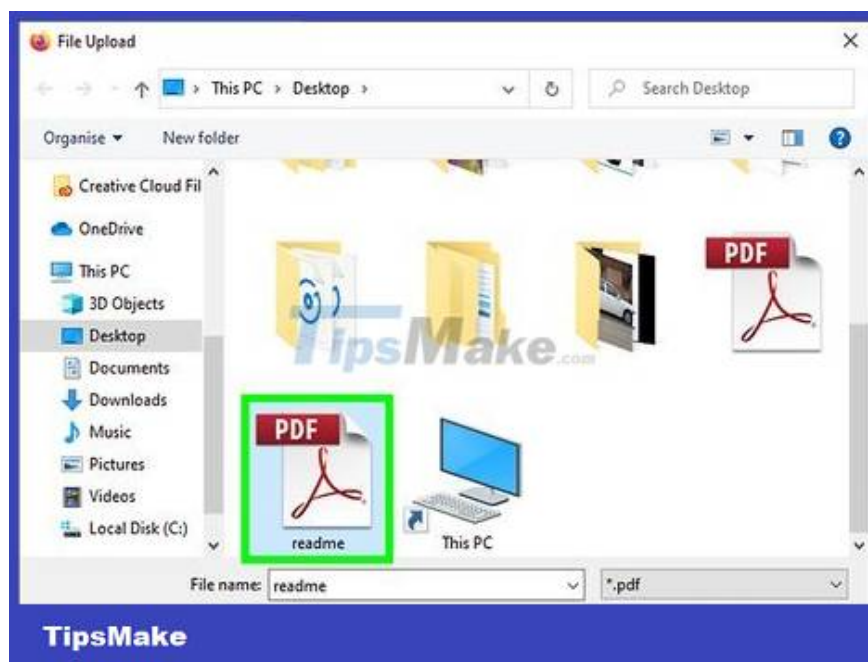 File Upload
This PC > Desktop >
Search Desktop
Organise
New folder
Creative Cloud Fil
OneDrive
This PC
3D Objects
Desktop
Documents
Downloads
Music
Pictures
Videos
Local Disk (C:)
PDF
TipsMake.com
PDF
readme
This PC
File name: readme
*.pdf
TipsMake